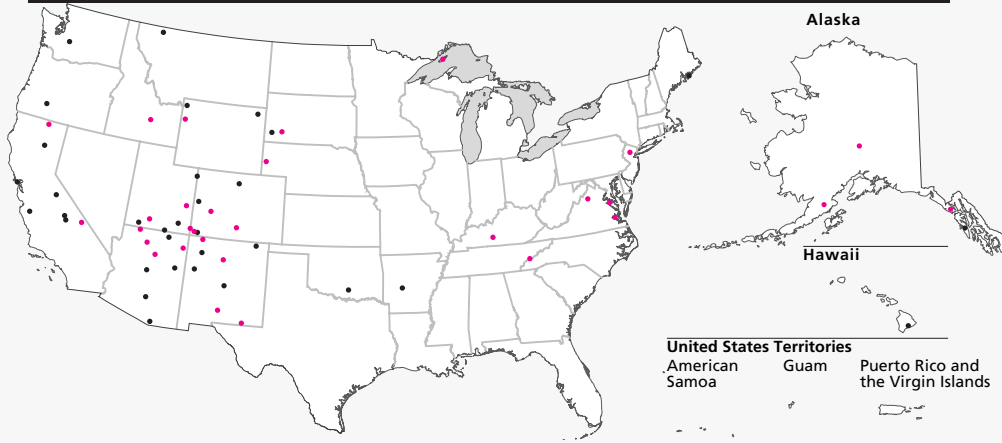 Alaska
Hawaii
United States Territories
American
Samoa
Guam
Puerto Rico and
the Virgin Islands